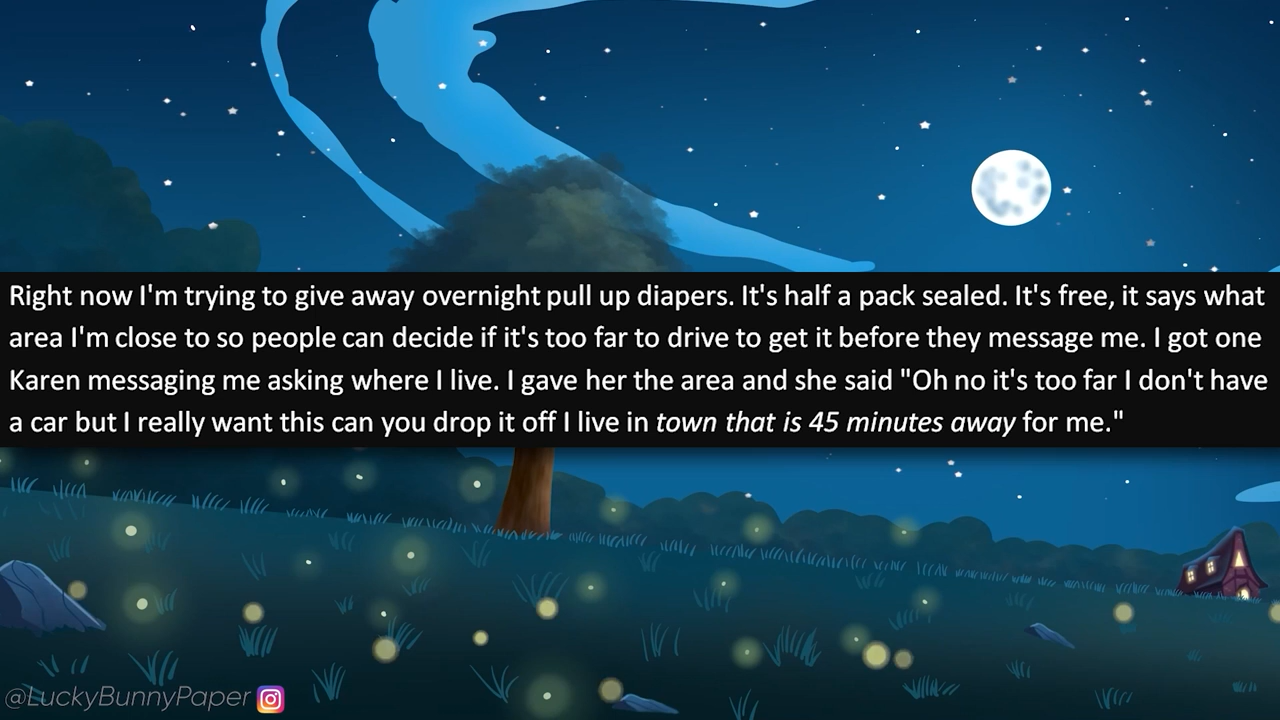 Right now I'm trying to give away overnight pull up diapers. It's half a pack sealed. It's free, it says what
area I'm close to so people can decide if it's too far to drive to get it before they message me. I got one
Karen messaging me asking where I live. I gave her the area and she said "Oh no it's too far I don't have
a car but I really want this can you drop it off I live in town that is 45 minutes away for me."
@LuckyBunnyPaper